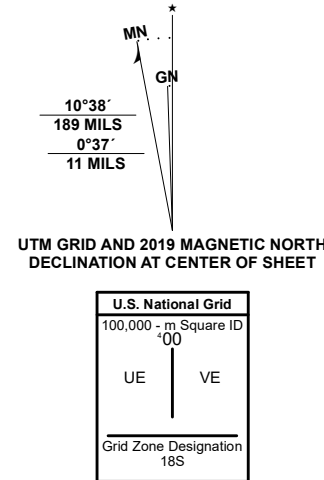 ★
MN
GN
10°38´
189 MILS
0°37´
11 MILS
UTM GRID AND 2019 MAGNETIC NORTH
DECLINATION AT CENTER OF SHEET
U.S. National Grid
100,000 - m Square ID
⁴00
UE VE
Grid Zone Designation
18S